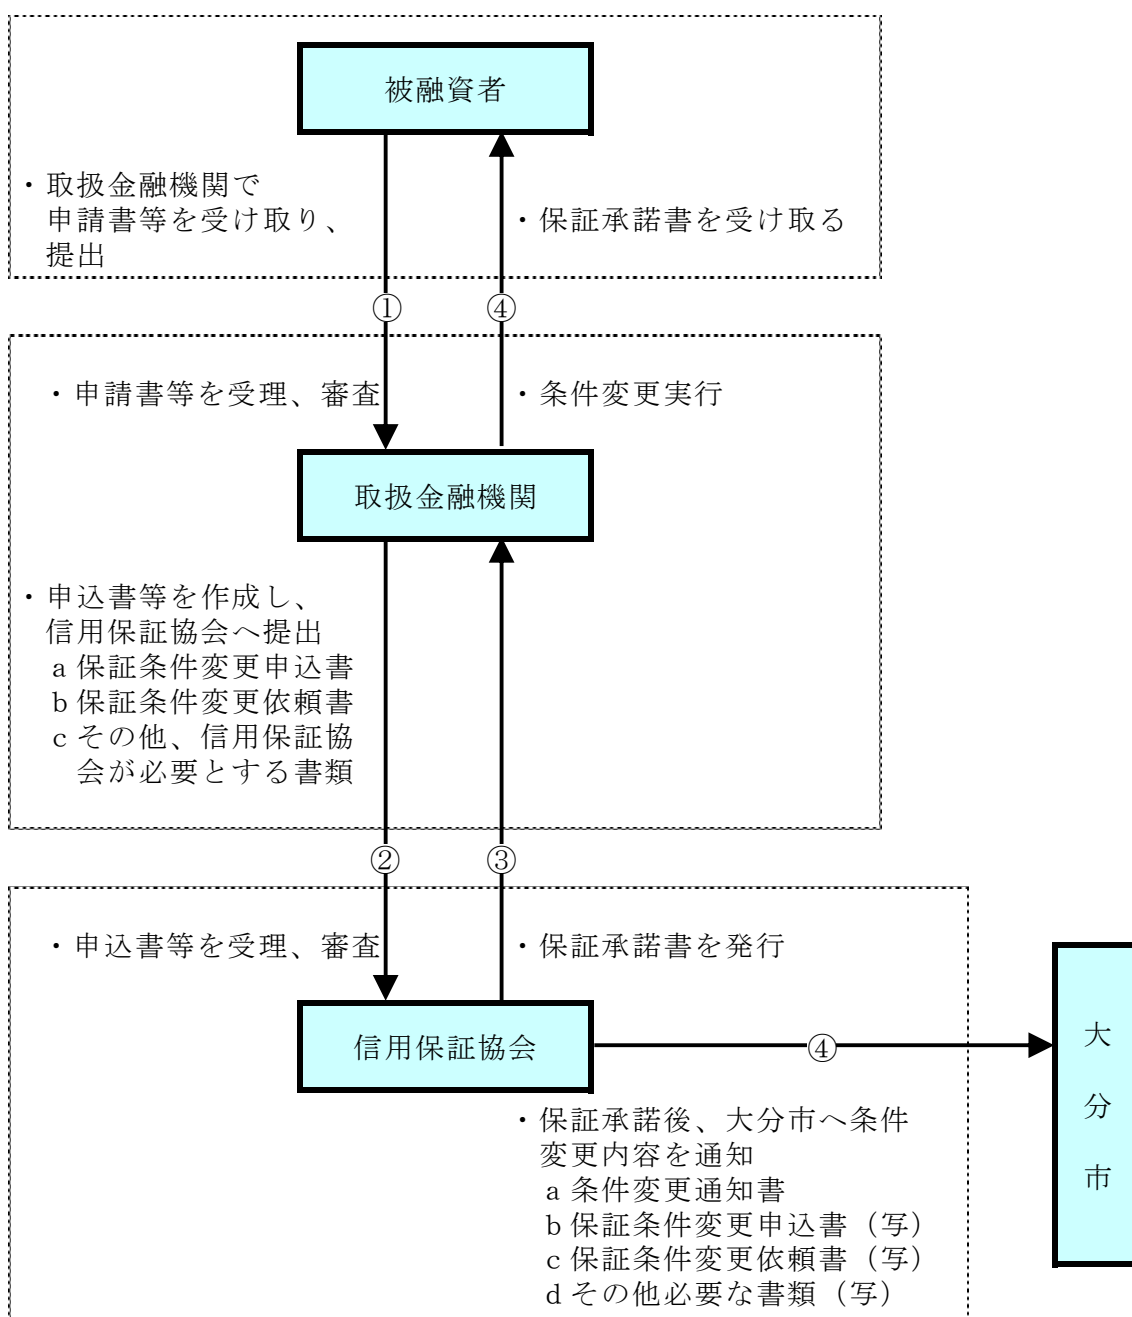 被融資者
・取扱金融機関で
申請書等を受け取り、
提出
・保証承諾書を受け取る
①
④
・申請書等を受理、審査
・条件変更実行
取扱金融機関
・申込書等を作成し、
信用保証協会へ提出
a保証条件変更申込書
b保証条件変更依頼書
cその他、信用保証協
会が必要とする書類
②
③
・申込書等を受理、審査
・保証承諾書を発行
信用保証協会
④
大分市
・保証承諾後、大分市へ条件
変更内容を通知
a条件変更通知書
b保証条件変更申込書（写）
c保証条件変更依頼書（写）
dその他必要な書類（写）